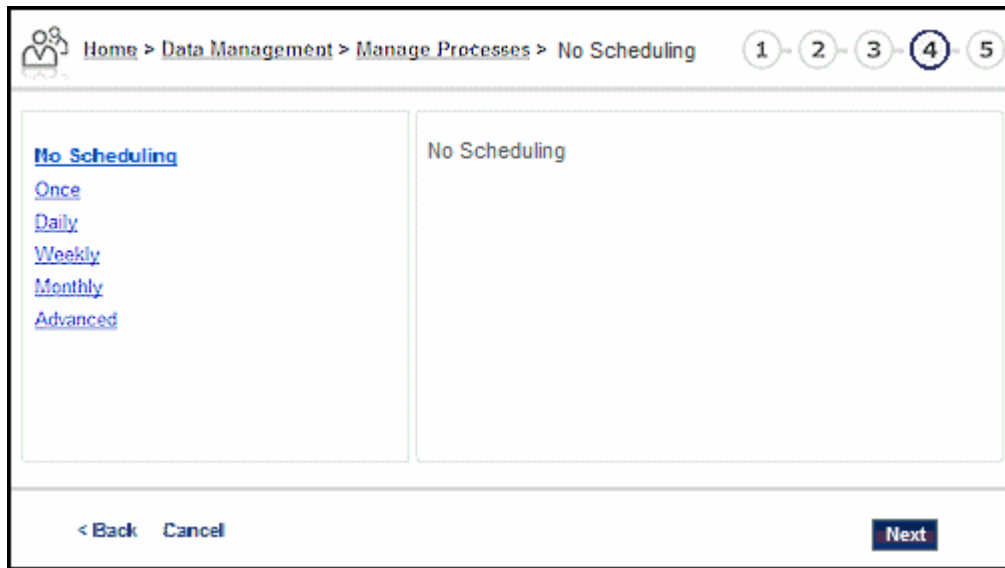 Home > Data Management > Manage Processes > No Scheduling 1 - 2 - 3 - 4 - 5
No Scheduling
Once
Daily
Weekly
Monthly
Advanced
No Scheduling
< Back Cancel Next